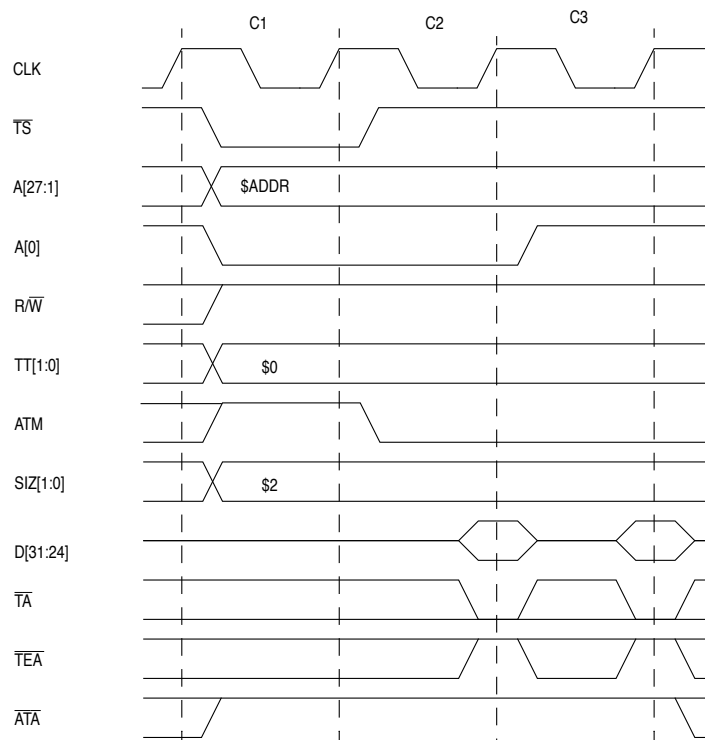 C1 C2 C3
CLK
TS
A[27:1] $ADDR
A[0]
R/W
TT[1:0] $0
ATM
SIZ[1:0] $2
D[31:24]
TA
TEA
ATA